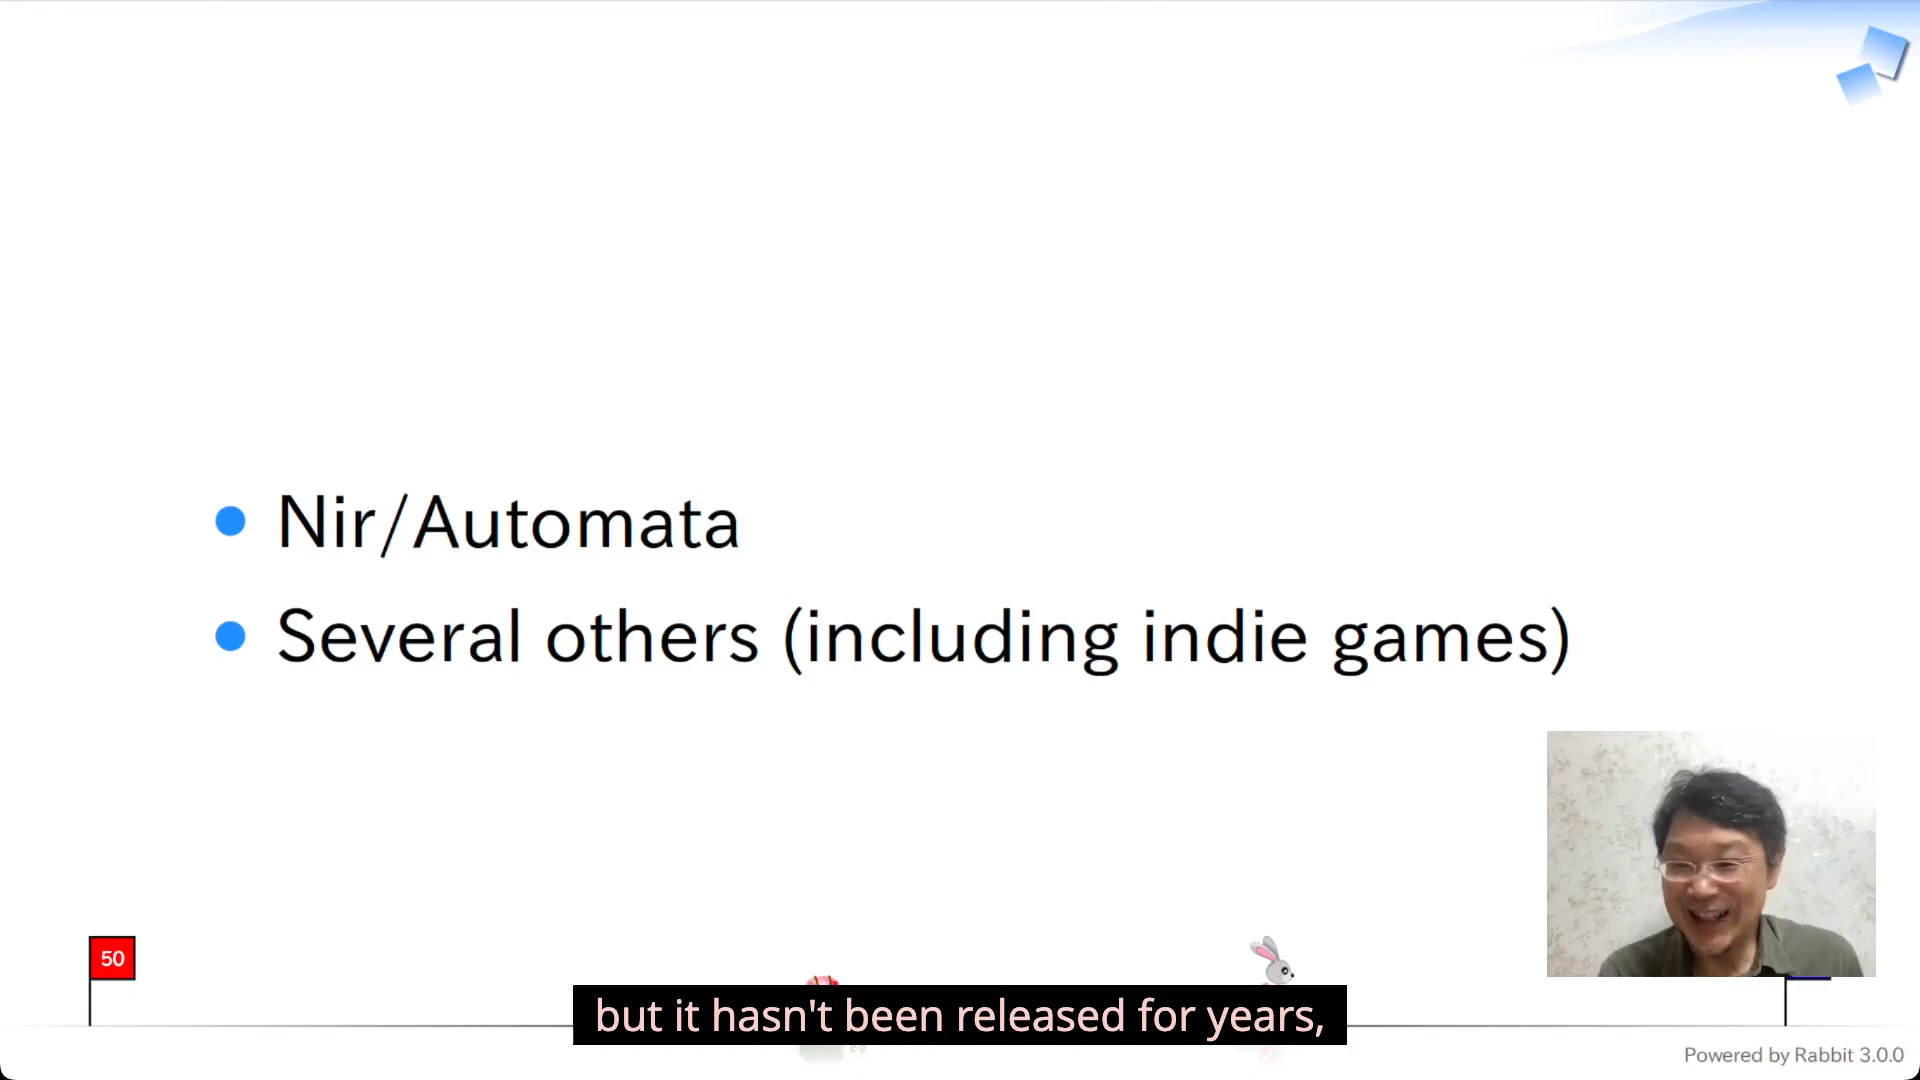 Nir/Automata
Several others (including indie games)
50
but it hasn't been released for years,
Powered by Rabbit 3.0.0